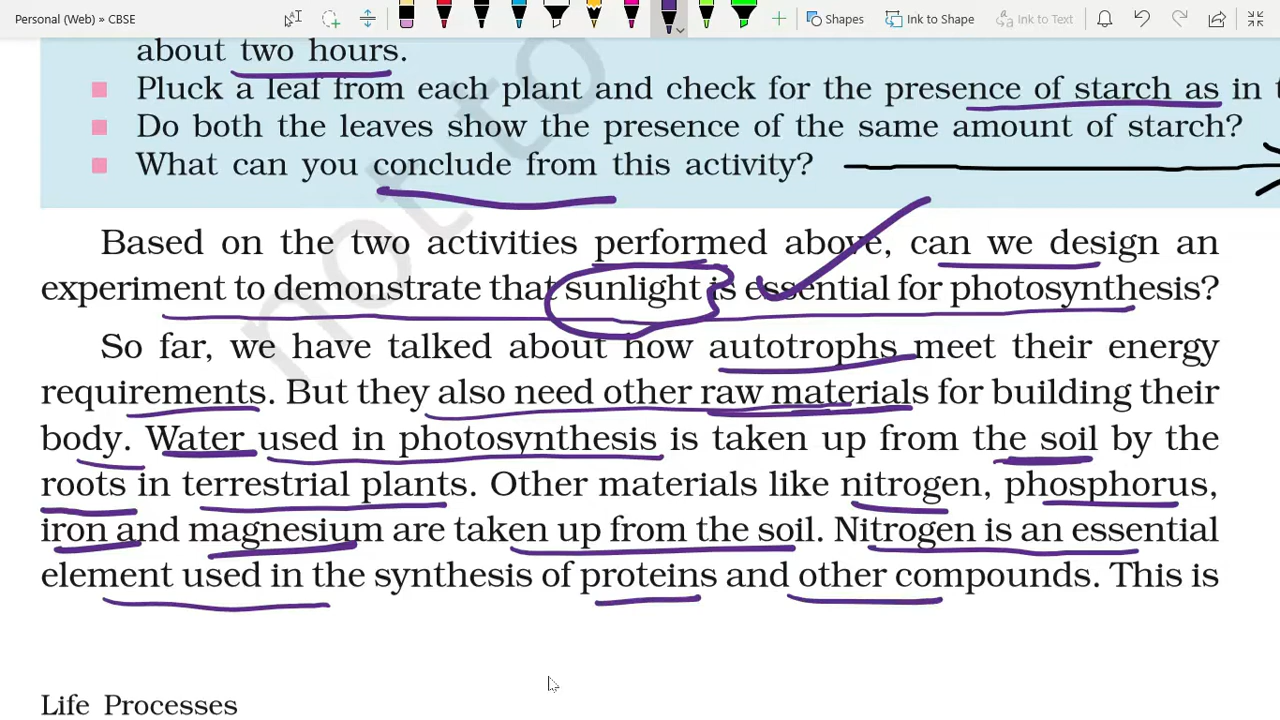 Personal (Web) » CBSE
Shapes
Ink to Shape
Ink to Text
about two hours.
Pluck a leaf from each plant and check for the presence of starch as in
Do both the leaves show the presence of the same amount of starch?
What can you conclude from this activity?
Based on the two activities performed above, can we design an
experiment to demonstrate that sunlight is essential for photosynthesis?
So far, we have talked about how autotrophs meet their energy
requirements. But they also need other raw materials for building their
body. Water used in photosynthesis is taken up from the soil by the
roots in terrestrial plants. Other materials like nitrogen, phosphorus,
iron and magnesium are taken up from the soil. Nitrogen is an essential
element used in the synthesis of proteins and other compounds. This is
Life Processes
not to